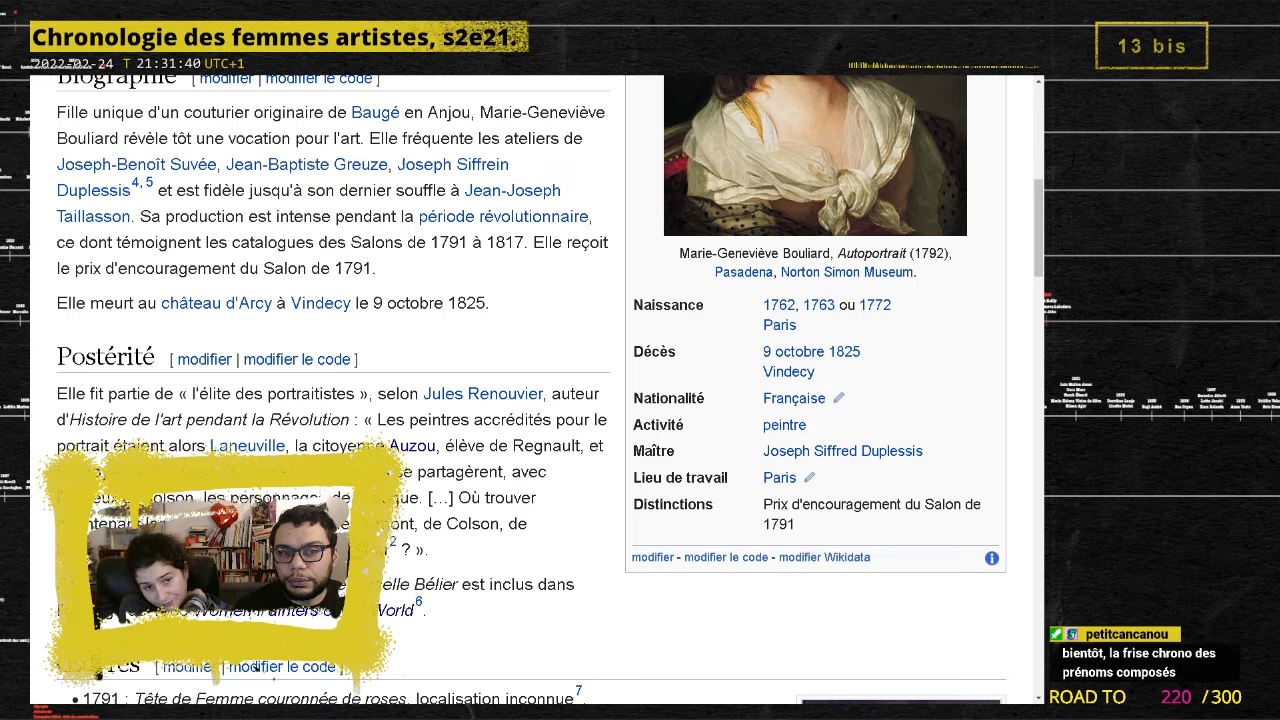 Chronologie des femmes artistes, s2e21.
2022-02-24 T 21:31:40 UTC+1
13 bis
Biographie [ modifier | modifier le code ]
Fille unique d'un couturier originaire de Baugé en Anjou, Marie-Geneviève
Bouliard révèle tôt une vocation pour l'art. Elle fréquente les ateliers de
Joseph-Benoît Suvée, Jean-Baptiste Greuze, Joseph Siffrein
Duplessis4, 5 et est fidèle jusqu'à son dernier souffle à Jean-Joseph
Taillasson. Sa production est intense pendant la période révolutionnaire,
ce dont témoignent les catalogues des Salons de 1791 à 1817. Elle reçoit
le prix d'encouragement du Salon de 1791.
Elle meurt au château d'Arcy à Vindecy le 9 octobre 1825.
Postérité [ modifier | modifier le code ]
Elle fit partie de « l'élite des portraitistes », selon Jules Renouvier, auteur
d'Histoire de l'art pendant la Révolution : « Les peintres accrédités pour le
portrait étaient alors Laneuville, la citoyenne Auzou, élève de Regnault, et
se partagèrent, avec
Colson, les personnages de […] Où trouver
de Colson, de
2 ? ».
selle Bélier est inclus dans
Women Painters of the World6.
[ modifier | modifier le code ]
• 1791 : Tête de Femme couronnée de roses, localisation inconnue7.
Marie-Geneviève Bouliard, Autoportrait (1792),
Pasadena, Norton Simon Museum.
Naissance 1762, 1763 ou 1772
Paris
Décès 9 octobre 1825
Vindecy
Nationalité Française
Activité peintre
Maître Joseph Siffred Duplessis
Lieu de travail Paris
Distinctions Prix d'encouragement du Salon de
1791
modifier - modifier le code - modifier Wikidata
petitcancanou
bientôt, la frise chrono des
prénoms composés
ROAD TO 220 / 300